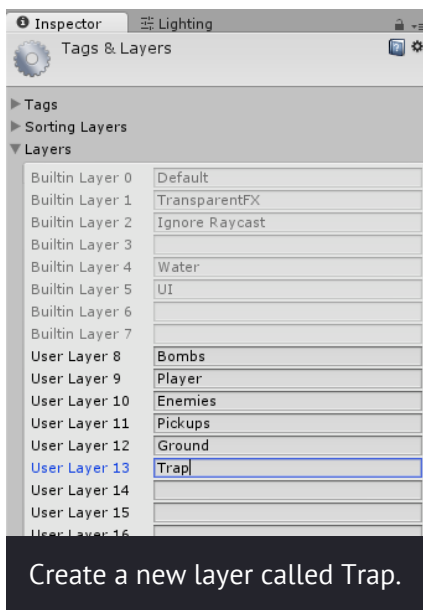 Inspector Lighting
Tags & Layers
Tags
Sorting Layers
Layers
Builtin Layer 0 Default
Builtin Layer 1 TransparentFX
Builtin Layer 2 Ignore Raycast
Builtin Layer 3
Builtin Layer 4 Water
Builtin Layer 5 UI
Builtin Layer 6
Builtin Layer 7
User Layer 8 Bombs
User Layer 9 Player
User Layer 10 Enemies
User Layer 11 Pickups
User Layer 12 Ground
User Layer 13 Trap
User Layer 14
User Layer 15
User Layer 16
Create a new layer called Trap.